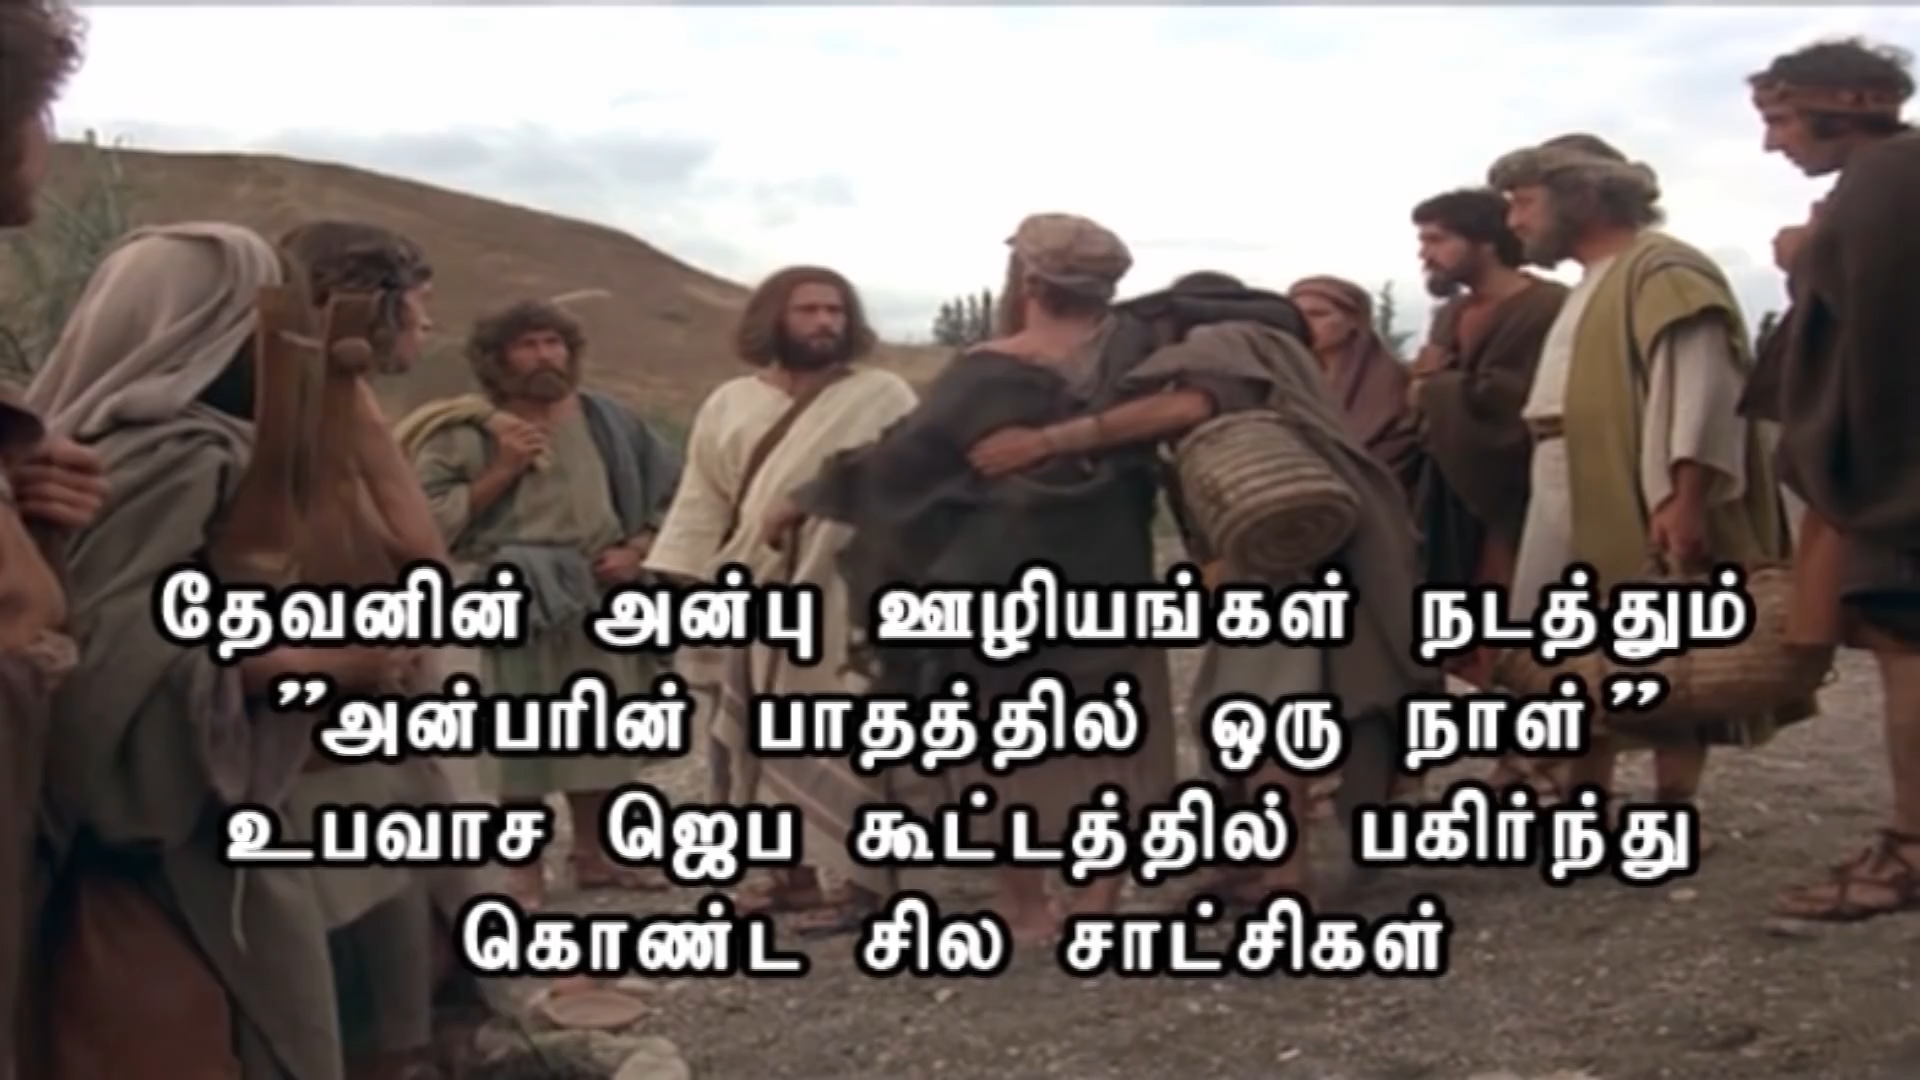 தேவனின் அன்பு ஊழியங்கள் நடத்தும்
”அன்பரின் பாதத்தில் ஒரு நாள்”
உபவாச ஜெப கூட்டத்தில் பகிர்ந்து
கொண்ட சில சாட்சிகள்